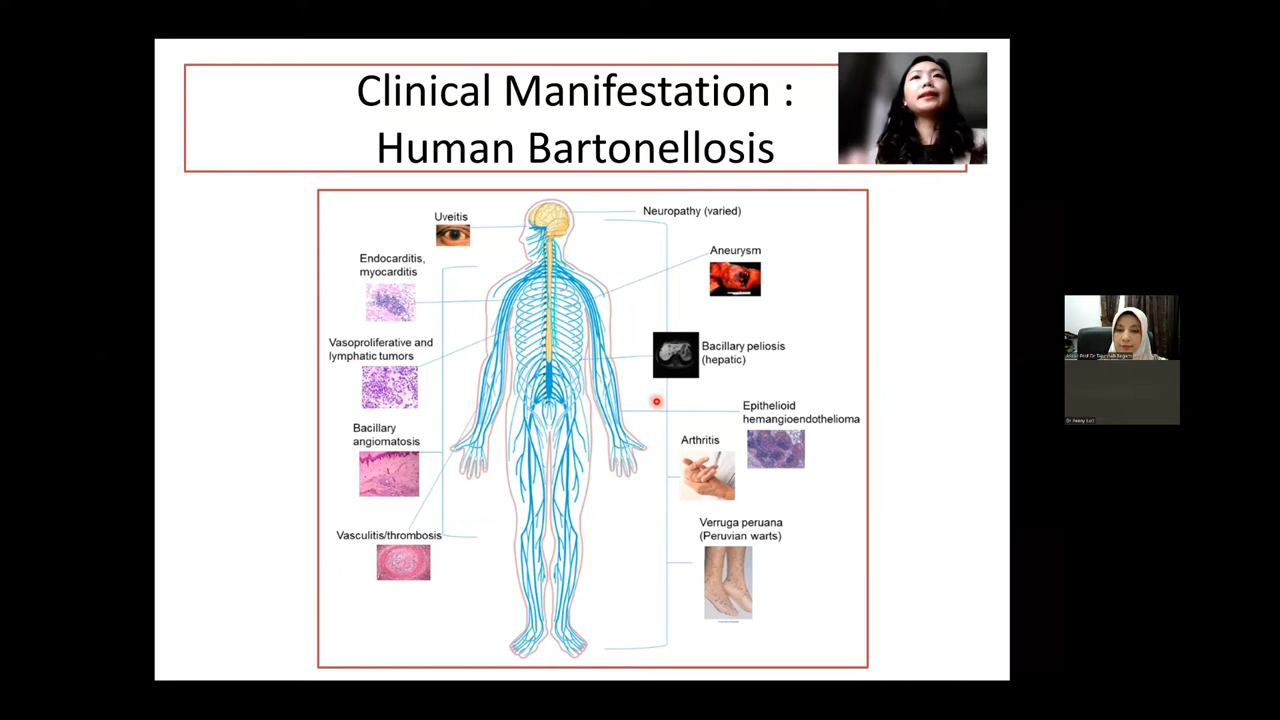 Clinical Manifestation :
Human Bartonellosis
Uveitis
Neuropathy (varied)
Endocarditis,
myocarditis
Aneurysm
Vasoproliferative and
lymphatic tumors
Bacillary peliosis
(hepatic)
Bacillary
angiomatosis
Epithelioid
hemangioendothelioma
Arthritis
Vasculitis/thrombosis
Verruga peruana
(Peruvian warts)